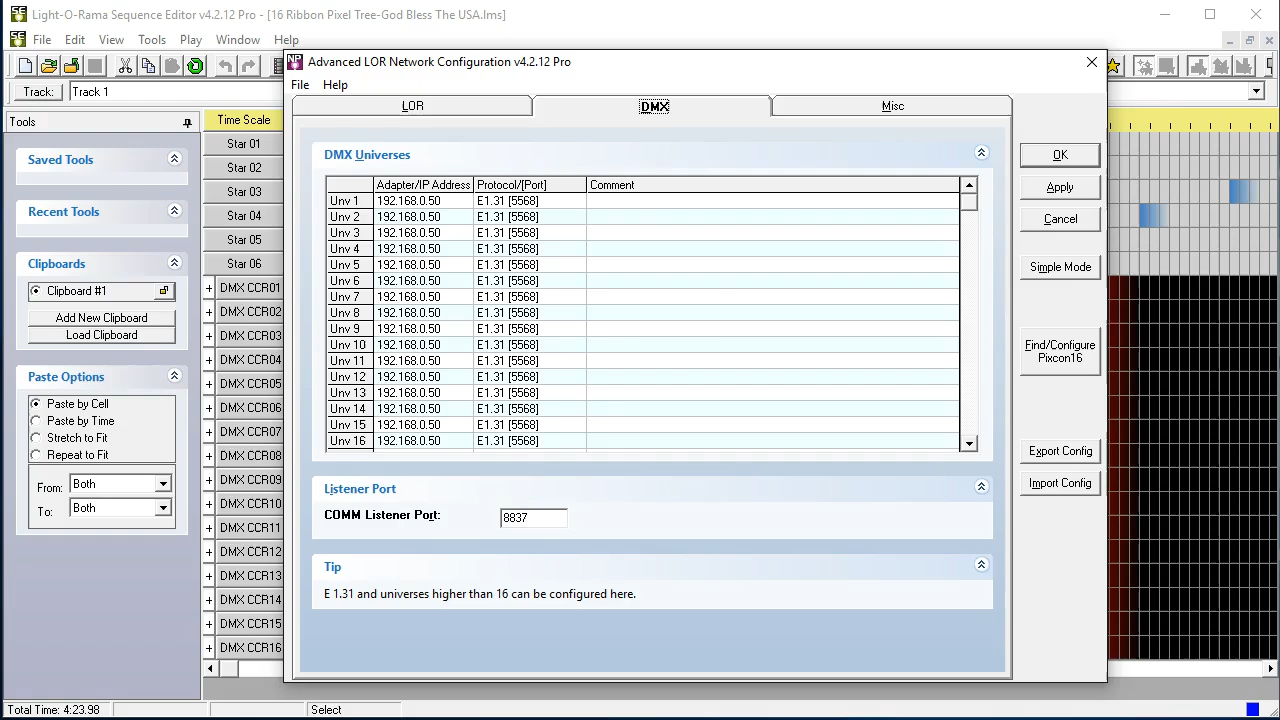 Light-O-Rama Sequence Editor v4.2.12 Pro - [16 Ribbon Pixel Tree-God Bless The USA.lms]
File Edit View Tools Play Window Help
Track: Track 1
Tools
Saved Tools
Recent Tools
Clipboards
Clipboard #1
Add New Clipboard
Load Clipboard
Paste Options
Paste by Cell
Paste by Time
Stretch to Fit
Repeat to Fit
From: Both
To: Both
Time Scale
Star 01
Star 02
Star 03
Star 04
Star 05
Star 06
+ DMX CCR01
+ DMX CCR02
+ DMX CCR03
+ DMX CCR04
+ DMX CCR05
+ DMX CCR06
+ DMX CCR07
+ DMX CCR08
+ DMX CCR09
+ DMX CCR10
+ DMX CCR11
+ DMX CCR12
+ DMX CCR13
+ DMX CCR14
+ DMX CCR15
+ DMX CCR16
Advanced LOR Network Configuration v4.2.12 Pro
File Help
LOR DMX Misc
DMX Universes
Adapter/IP Address Protocol/[Port] Comment
Unv 1 192.168.0.50 E1.31 [5568]
Unv 2 192.168.0.50 E1.31 [5568]
Unv 3 192.168.0.50 E1.31 [5568]
Unv 4 192.168.0.50 E1.31 [5568]
Unv 5 192.168.0.50 E1.31 [5568]
Unv 6 192.168.0.50 E1.31 [5568]
Unv 7 192.168.0.50 E1.31 [5568]
Unv 8 192.168.0.50 E1.31 [5568]
Unv 9 192.168.0.50 E1.31 [5568]
Unv 10 192.168.0.50 E1.31 [5568]
Unv 11 192.168.0.50 E1.31 [5568]
Unv 12 192.168.0.50 E1.31 [5568]
Unv 13 192.168.0.50 E1.31 [5568]
Unv 14 192.168.0.50 E1.31 [5568]
Unv 15 192.168.0.50 E1.31 [5568]
Unv 16 192.168.0.50 E1.31 [5568]
Listener Port
COMM Listener Port: 8837
Tip
E 1.31 and universes higher than 16 can be configured here.
OK
Apply
Cancel
Simple Mode
Find/Configure
Pixcon16
Export Config
Import Config
Total Time: 4:23.98 Select